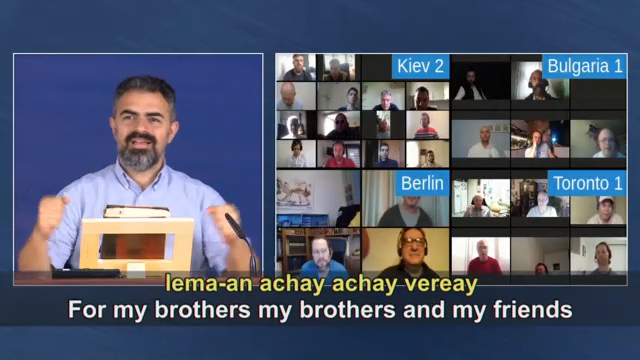 Kiev 2
Bulgaria 1
Berlin
Toronto 1
lema-an achay achay vereay
For my brothers my brothers and my friends